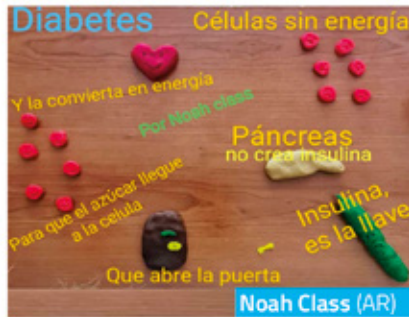 Diabetes
Células sin energía
Y la convierta en energía
Por Noah class
Páncreas
no crea insulina
Para que el azúcar llegue
a la célula
Insulina,
es la llave
Que abre la puerta
Noah Class (AR)